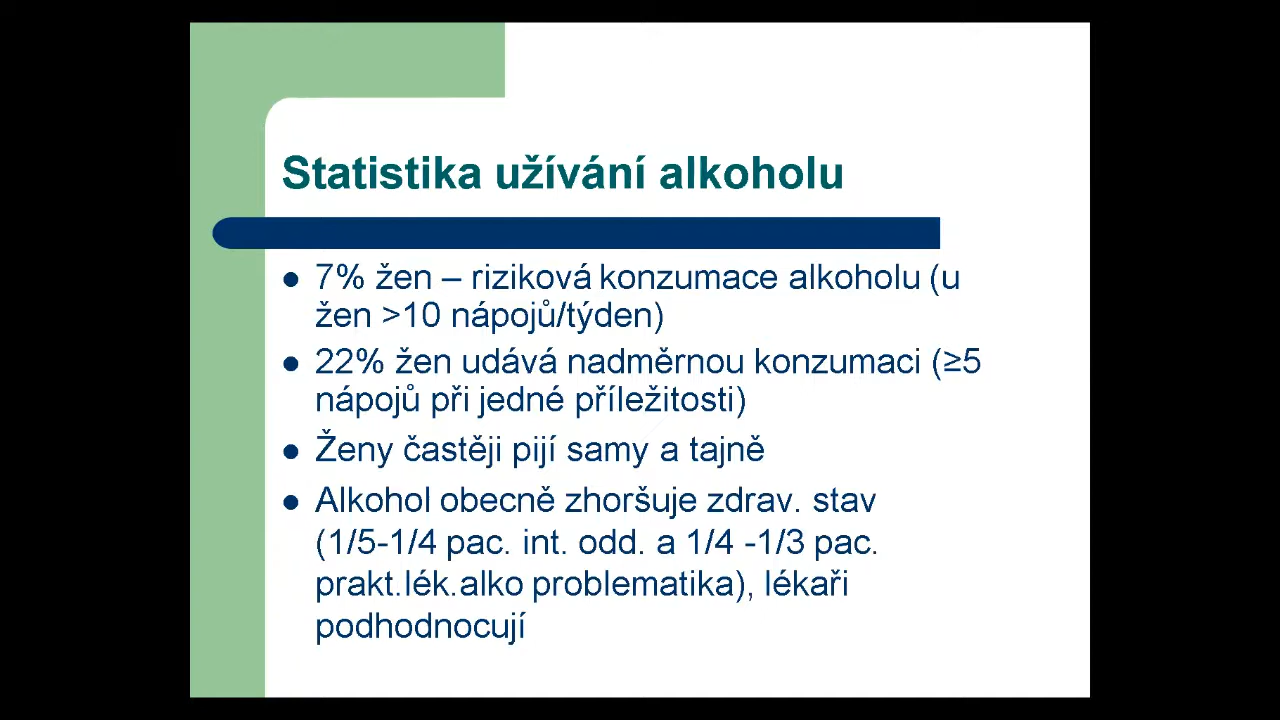 Statistika užívání alkoholu
7% žen – riziková konzumace alkoholu (u
žen >10 nápojů/týden)
22% žen udává nadměrnou konzumaci (≥5
nápojů při jedné příležitosti)
Ženy častěji pijí samy a tajně
Alkohol obecně zhoršuje zdrav. stav
(1/5-1/4 pac. int. odd. a 1/4 -1/3 pac.
prakt.lék.alko problematika), lékaři
podhodnocují